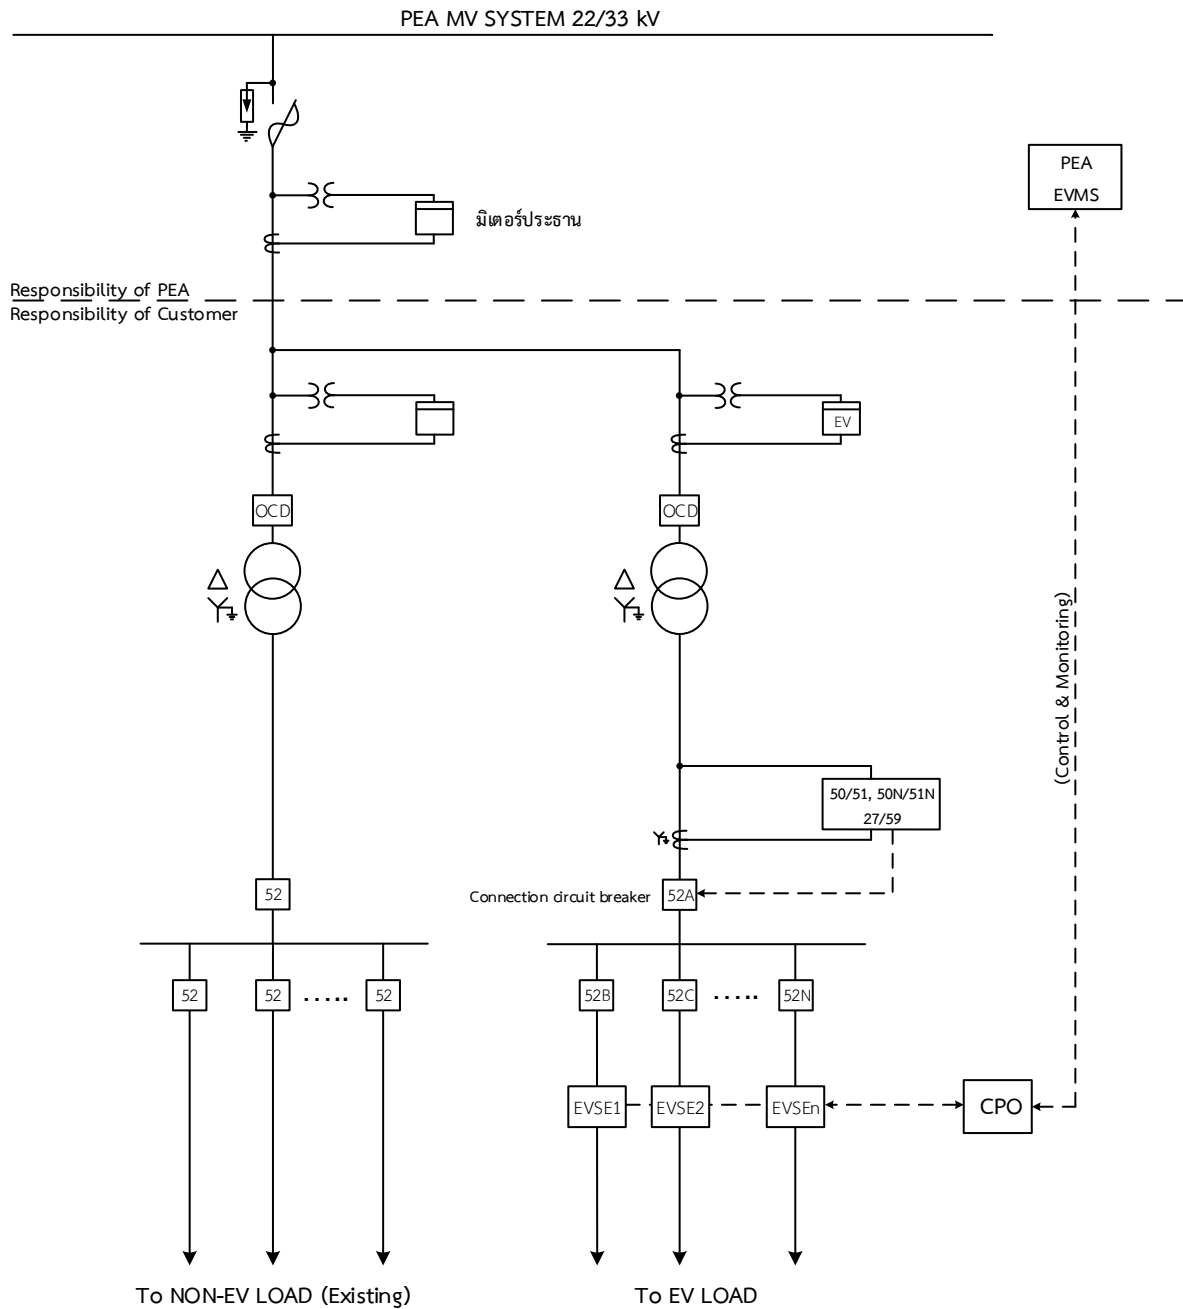 PEA MV SYSTEM 22/33 kV
PEA
EVMS
มิเตอร์ประธาน
Responsibility of PEA
Responsibility of Customer
EV
OCD
OCD
(Control & Monitoring)
50/51, 50N/51N
27/59
52
Connection circuit breaker
52A
52
52
.....
52
52B
52C
.....
52N
EVSE1
EVSE2
EVSEn
CPO
To NON-EV LOAD (Existing)
To EV LOAD